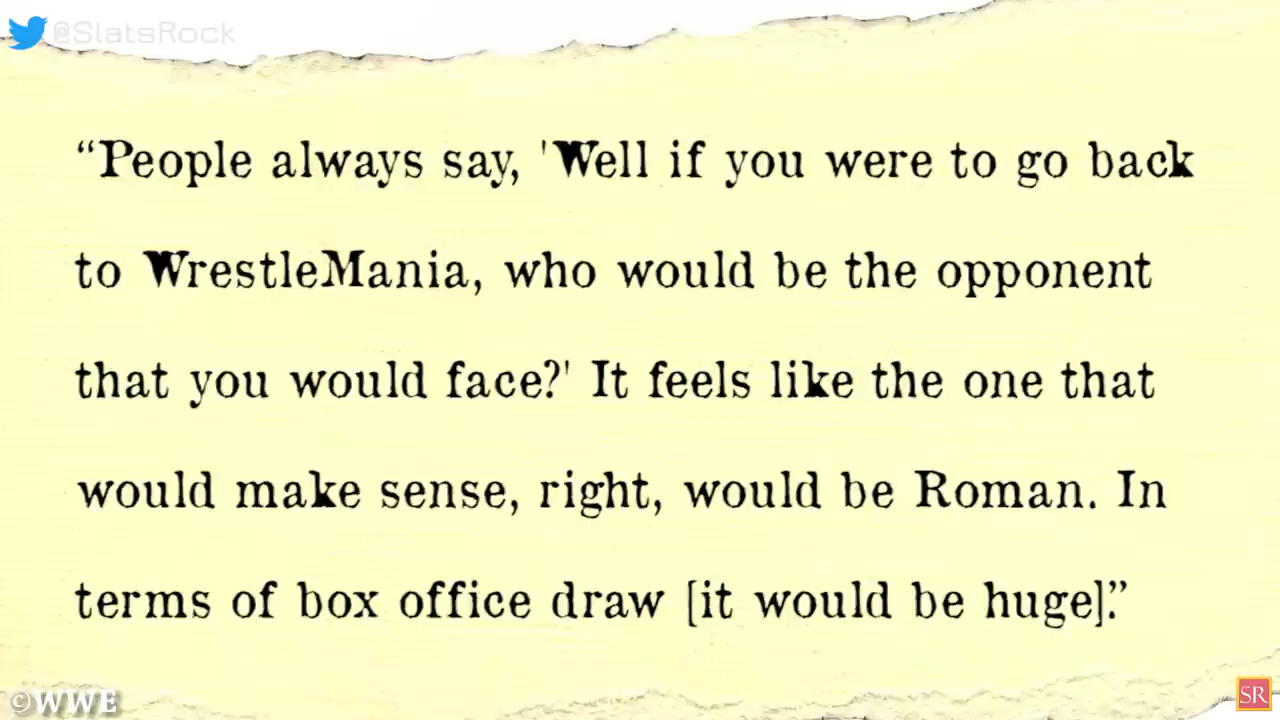 @SlatsRock
“People always say, 'Well if you were to go back
to WrestleMania, who would be the opponent
that you would face?' It feels like the one that
would make sense, right, would be Roman. In
terms of box office draw [it would be huge].”
©WWE
SR